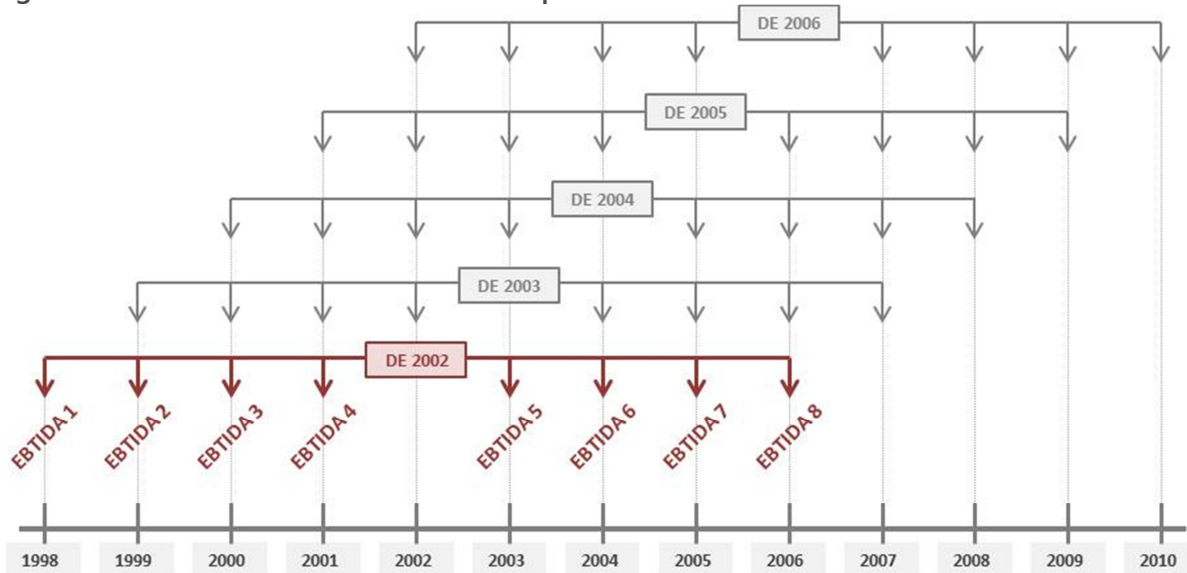 DE 2006
DE 2005
DE 2004
DE 2003
DE 2002
EBTIDA 1
EBTIDA 2
EBTIDA 3
EBTIDA 4
EBTIDA 5
EBTIDA 6
EBTIDA 7
EBTIDA 8
1998 1999 2000 2001 2002 2003 2004 2005 2006 2007 2008 2009 2010